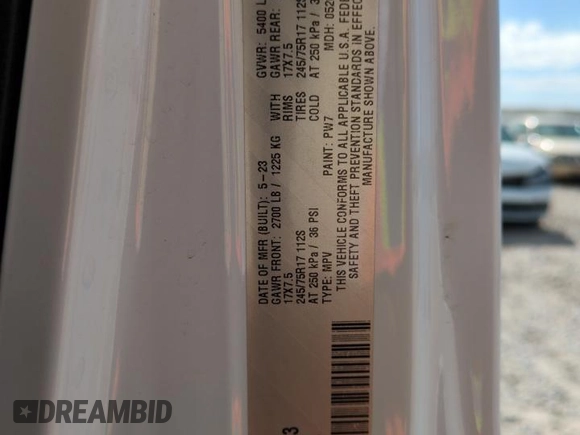 DATE OF MFR (BUILT): 5-23 GVWR: 5400 L
GAWR FRONT: 2700 LB / 1225 KG WITH GAWR REAR:
17X7.5 RIMS 17X7.5
245/75R17 112S TIRES 245/75R17 112S
AT 250 kPa / 36 PSI COLD AT 250 kPa / 3
TYPE: MPV PAINT: PW7 MDH: 052
THIS VEHICLE CONFORMS TO ALL APPLICABLE U.S.A. FEDE
SAFETY AND THEFT PREVENTION STANDARDS IN EFFEC
MANUFACTURE SHOWN ABOVE.
3
DREAMBID